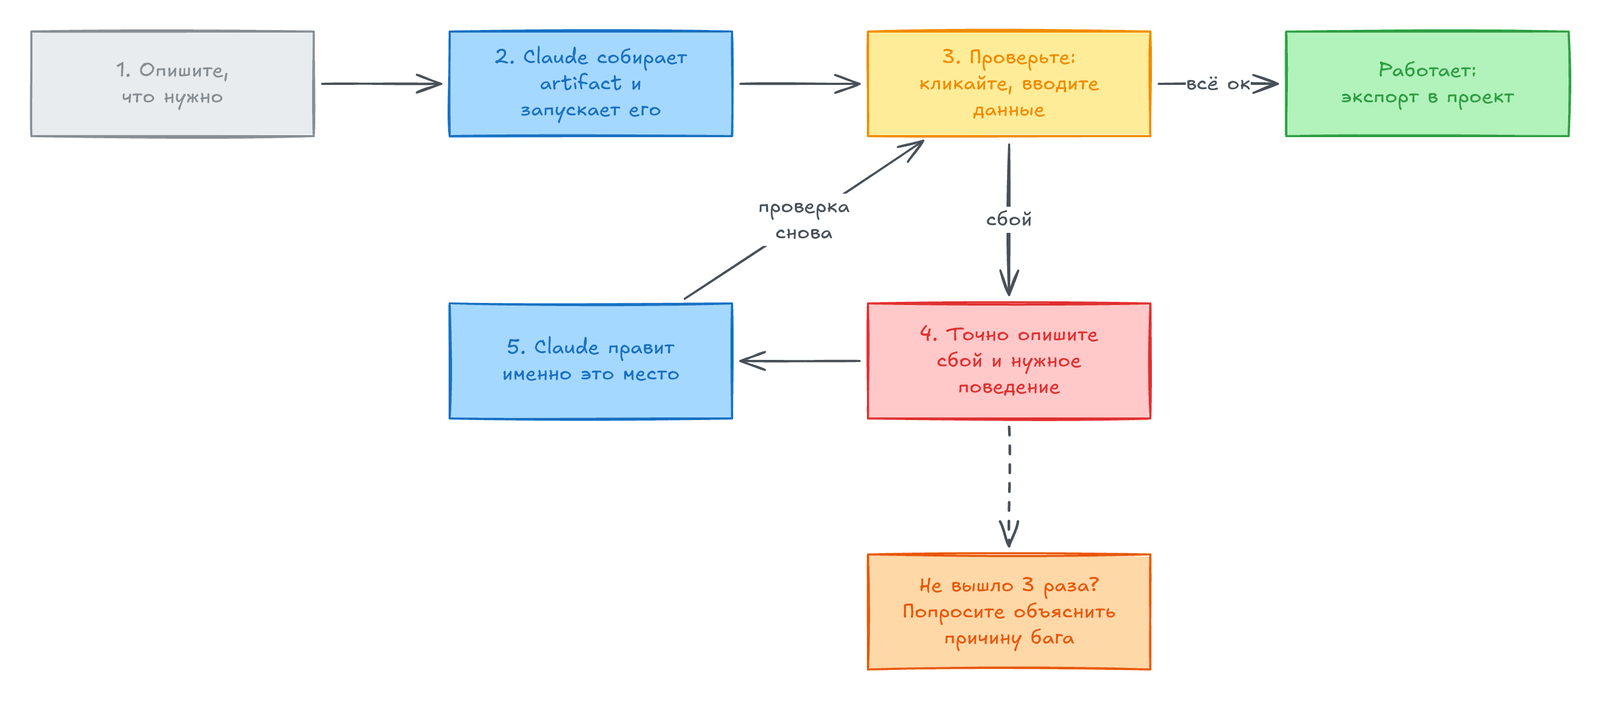 1. Опишите,
что нужно
2. Claude собирает
artifact и
запускает его
3. Проверьте:
кликайте, вводите
данные
всё ок
Работает:
экспорт в проект
проверка
снова
сбой
5. Claude правит
именно это место
4. Точно опишите
сбой и нужное
поведение
Не вышло 3 раза?
Попросите объяснить
причину бага